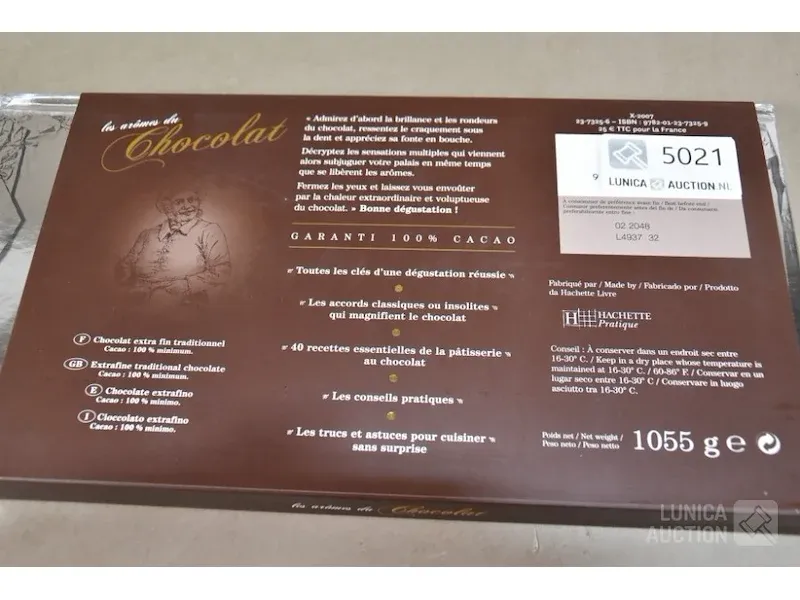 les arômes du
Chocolat
« Admirez d'abord la brillance et les rondeurs
du chocolat, ressentez le craquement sous
la dent et appréciez sa fonte en bouche.
Décryptez les sensations multiples qui viennent
alors subjuguer votre palais en même temps
que se libèrent les arômes.
Fermez les yeux et laissez vous envoûter
par la chaleur extraordinaire et voluptueuse
du chocolat. » Bonne dégustation !
GARANTI 100% CACAO
Toutes les clés d'une dégustation réussie
Les accords classiques ou insolites
qui magnifient le chocolat
40 recettes essentielles de la pâtisserie
au chocolat
Les conseils pratiques
Les trucs et astuces pour cuisiner
sans surprise
F Chocolat extra fin traditionnel
Cacao : 100 % minimum.
GB Extrafine traditional chocolate
Cacao : 100 % minimum.
E Chocolate extrafino
Cacao : 100 % minimo.
I Cioccolato extrafino
Cacao : 100 % minimo.
X-2007
23-7325-6 – ISBN : 9782-01-23-7325-9
25 € TTC pour la France
5021
9
LUNICA AUCTION.NL
À consommer de préférence avant fin / Best before end /
02.2048
L4937 32
Fabriqué par / Made by / Fabricado por / Prodotto
da Hachette Livre
H HACHETTE
Pratique
Conseil : À conserver dans un endroit sec entre
16-30° C. / Keep in a dry place whose temperature is
maintained at 16-30° C. / 60-86° F. / Conservar en un
lugar seco entre 16-30° C / Conservare in luogo
asciutto tra 16-30° C.
Poids net / Net weight /
Peso neto / Peso netto
1055 g e
les arômes du Chocolat
LUNICA
AUCTION